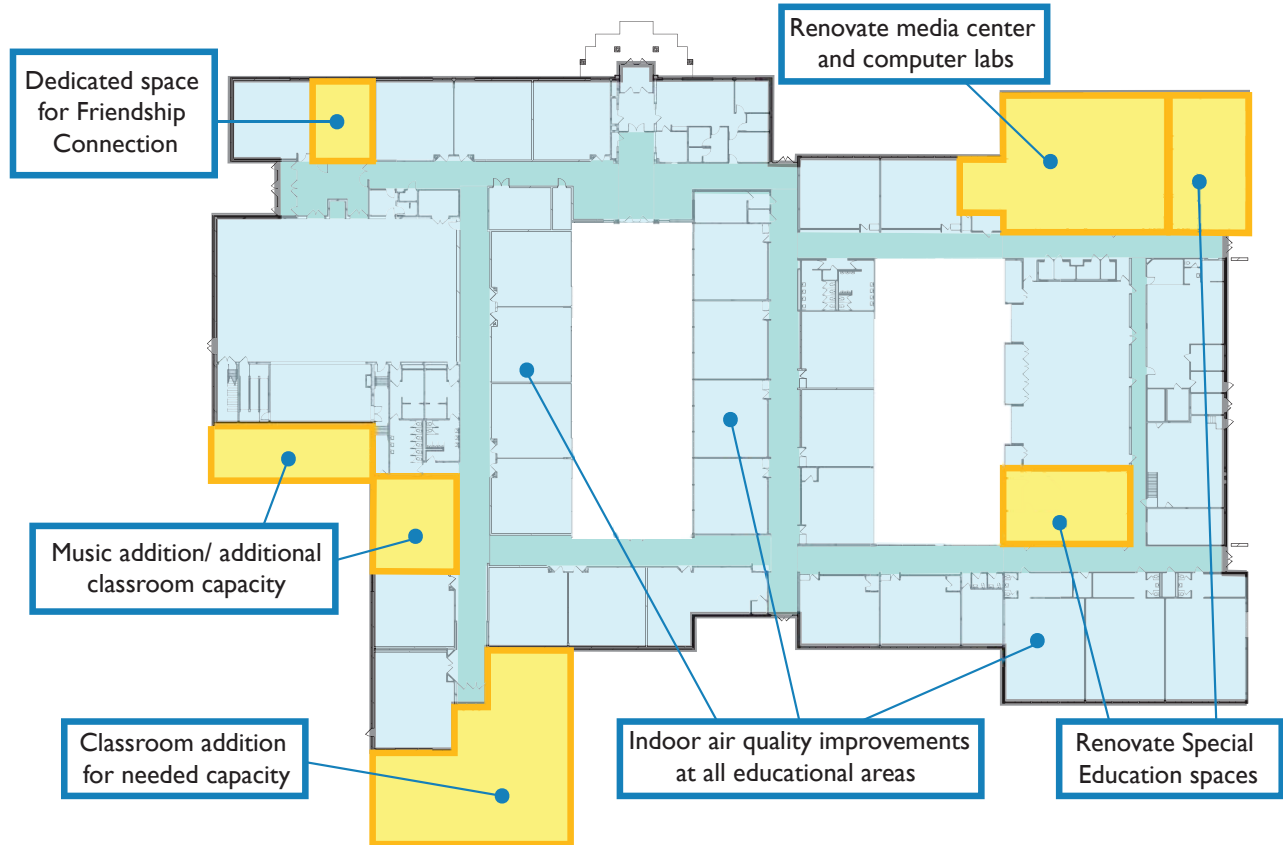 Renovate media center
and computer labs
Dedicated space
for Friendship
Connection
Music addition/ additional
classroom capacity
Classroom addition
for needed capacity
Indoor air quality improvements
at all educational areas
Renovate Special
Education spaces